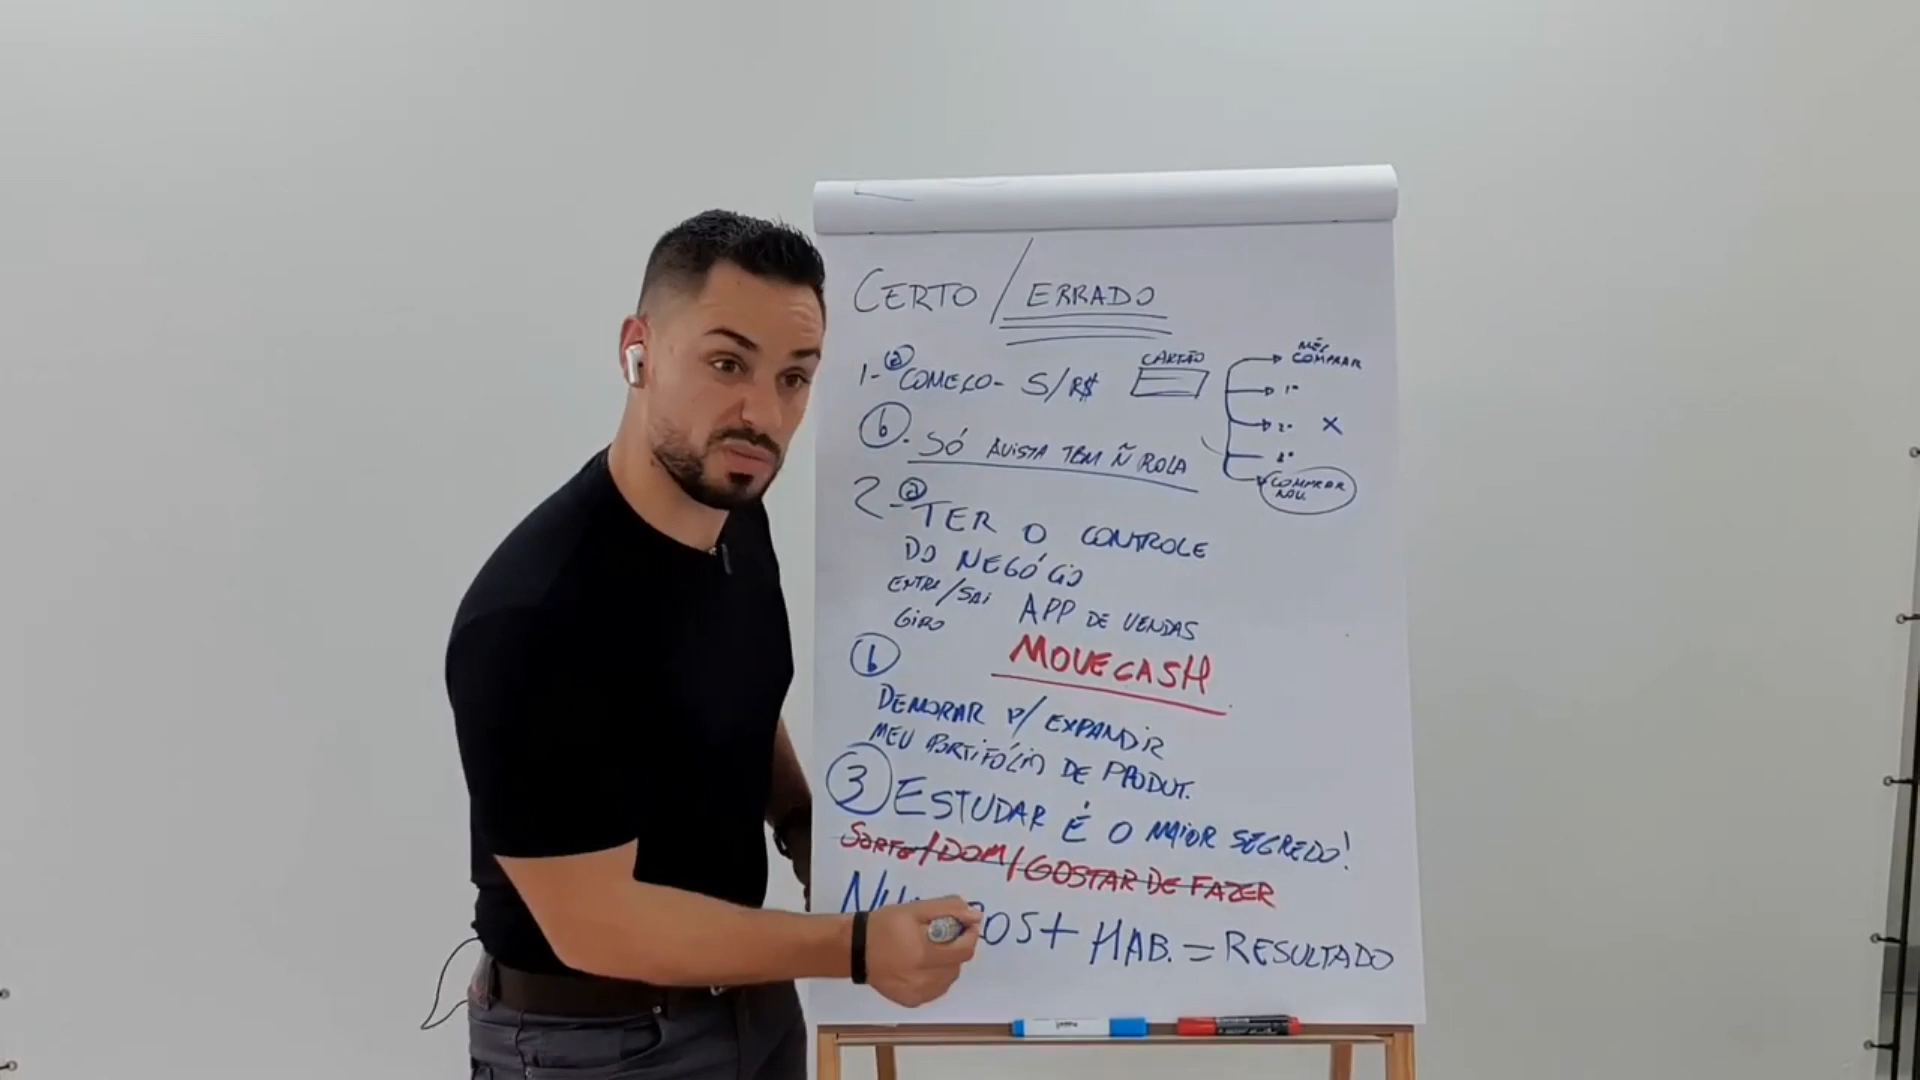 CERTO / ERRADO
1-ⓐ COMEÇO- S/R$
CARTÃO
MÊS
COMPRAR
1º
2º X
3º
COMPRAR
NOV.
ⓑ. SÓ AVISTA TBM Ñ ROLA
2-ⓐ TER O CONTROLE
DO NEGÓCIO
ENTRA/SAI
GIRO
APP DE VENDAS
MOVECASH
ⓑ
DEMORAR P/ EXPANDIR
MEU PORTIFÓLIO DE PRODUT.
③ ESTUDAR É O MAIOR SEGREDO!
SORTE/DOM/GOSTAR DE FAZER
+ HAB. = RESULTADO